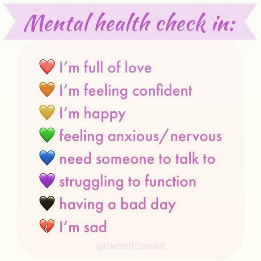 Mental health check in:
❤️ I'm full of love
🧡 I'm feeling confident
💛 I'm happy
💚 feeling anxious/nervous
💙 need someone to talk to
💜 struggling to function
🖤 having a bad day
💔 I'm sad
@theselfcarekit